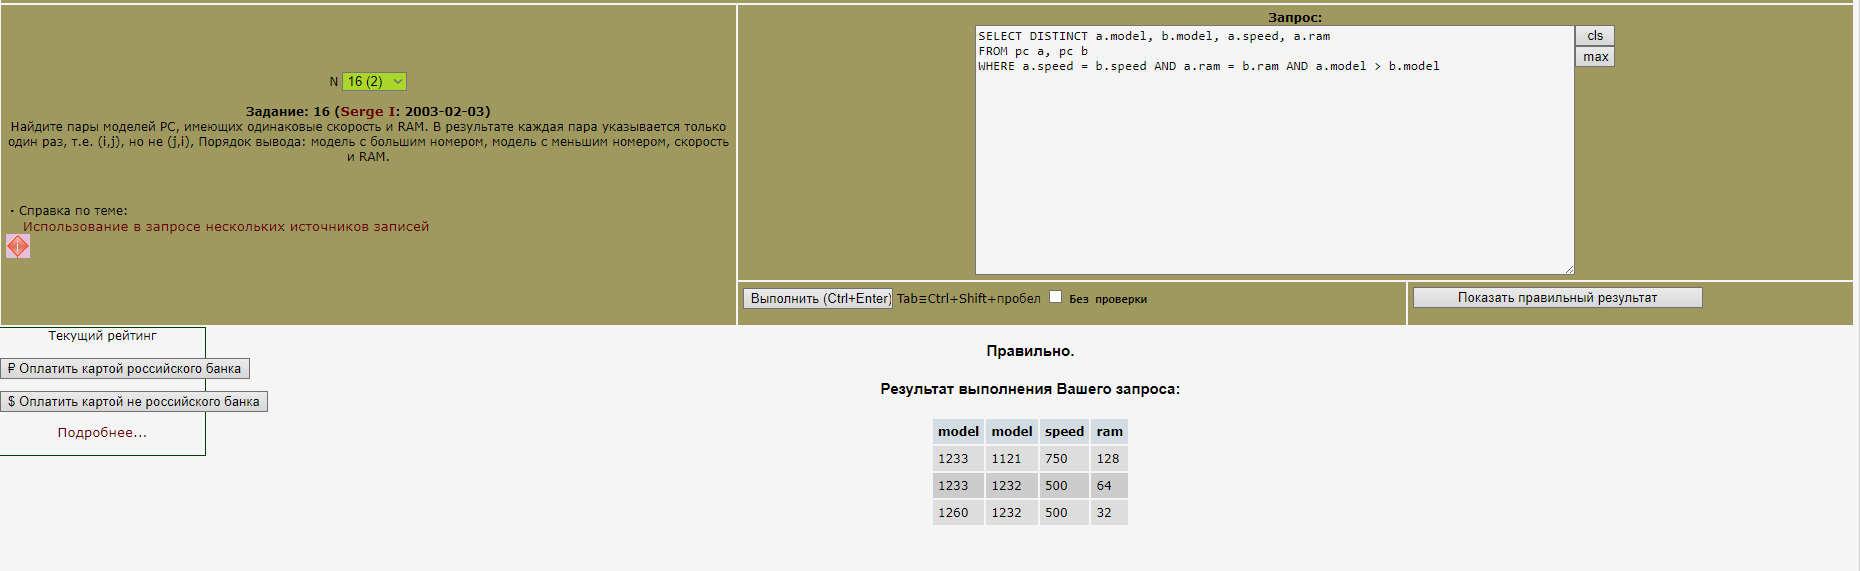 N 16 (2)
Задание: 16 (Serge I: 2003-02-03)
Найдите пары моделей PC, имеющих одинаковые скорость и RAM. В результате каждая пара указывается только
один раз, т.е. (i,j), но не (j,i), Порядок вывода: модель с большим номером, модель с меньшим номером, скорость
и RAM.
· Справка по теме:
Использование в запросе нескольких источников записей
Запрос:
SELECT DISTINCT a.model, b.model, a.speed, a.ram
FROM pc a, pc b
WHERE a.speed = b.speed AND a.ram = b.ram AND a.model > b.model
cls
max
Выполнить (Ctrl+Enter) Tab≡Ctrl+Shift+пробел Без проверки
Показать правильный результат
Текущий рейтинг
₽ Оплатить картой российского банка
$ Оплатить картой не российского банка
Подробнее...
Правильно.
Результат выполнения Вашего запроса:
model model speed ram
1233 1121 750 128
1233 1232 500 64
1260 1232 500 32